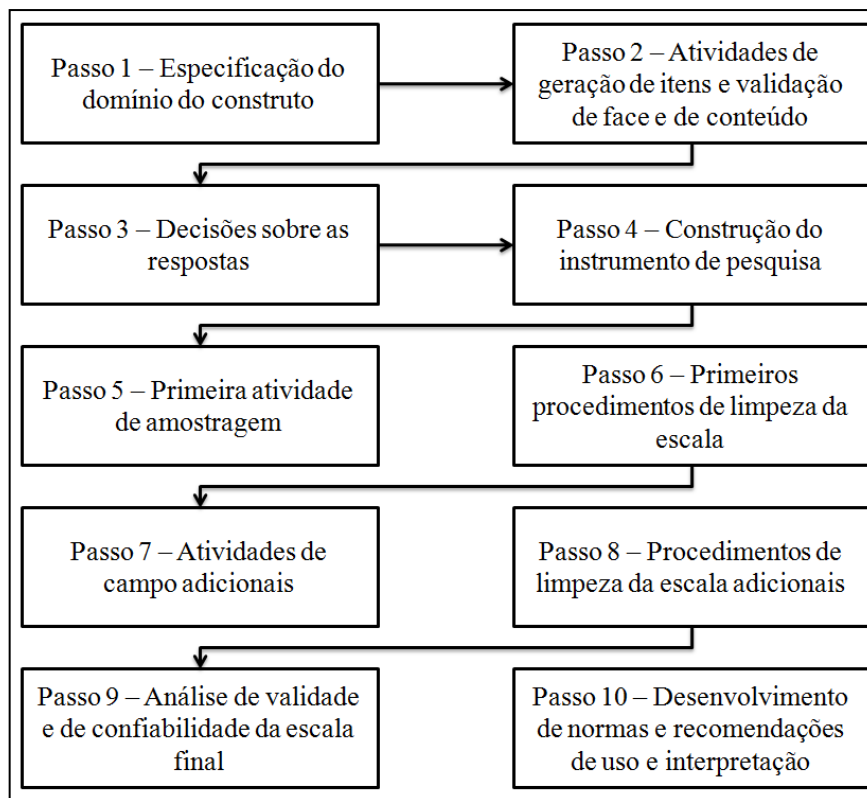 Passo 1 – Especificação do
domínio do construto
Passo 2 – Atividades de
geração de itens e validação
de face e de conteúdo
Passo 3 – Decisões sobre as
respostas
Passo 4 – Construção do
instrumento de pesquisa
Passo 5 – Primeira atividade
de amostragem
Passo 6 – Primeiros
procedimentos de limpeza da
escala
Passo 7 – Atividades de
campo adicionais
Passo 8 – Procedimentos de
limpeza da escala adicionais
Passo 9 – Análise de validade
e de confiabilidade da escala
final
Passo 10 – Desenvolvimento
de normas e recomendações
de uso e interpretação